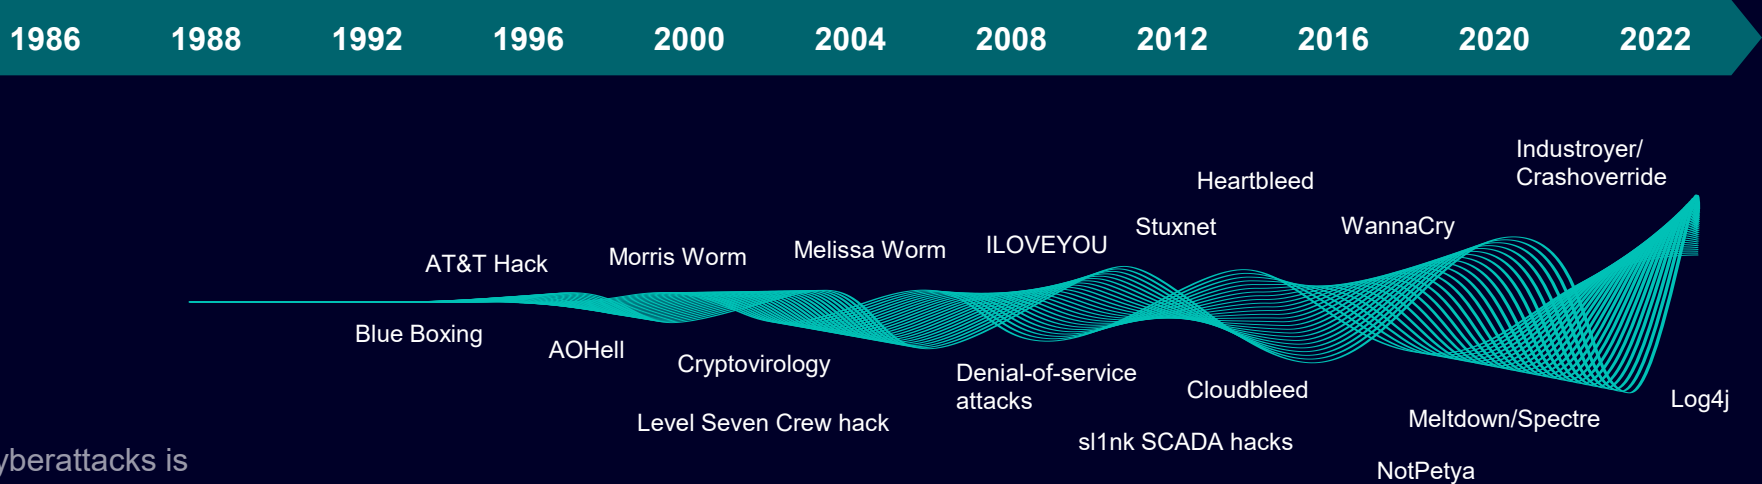 1986 1988 1992 1996 2000 2004 2008 2012 2016 2020 2022
Industroyer/
Crashoverride
Heartbleed
WannaCry
Stuxnet
ILOVEYOU
Melissa Worm
Morris Worm
AT&T Hack
Blue Boxing
AOHell
Cryptovirology
Level Seven Crew hack
Denial-of-service
attacks
Cloudbleed
sl1nk SCADA hacks
Meltdown/Spectre
NotPetya
Log4j
yberattacks is